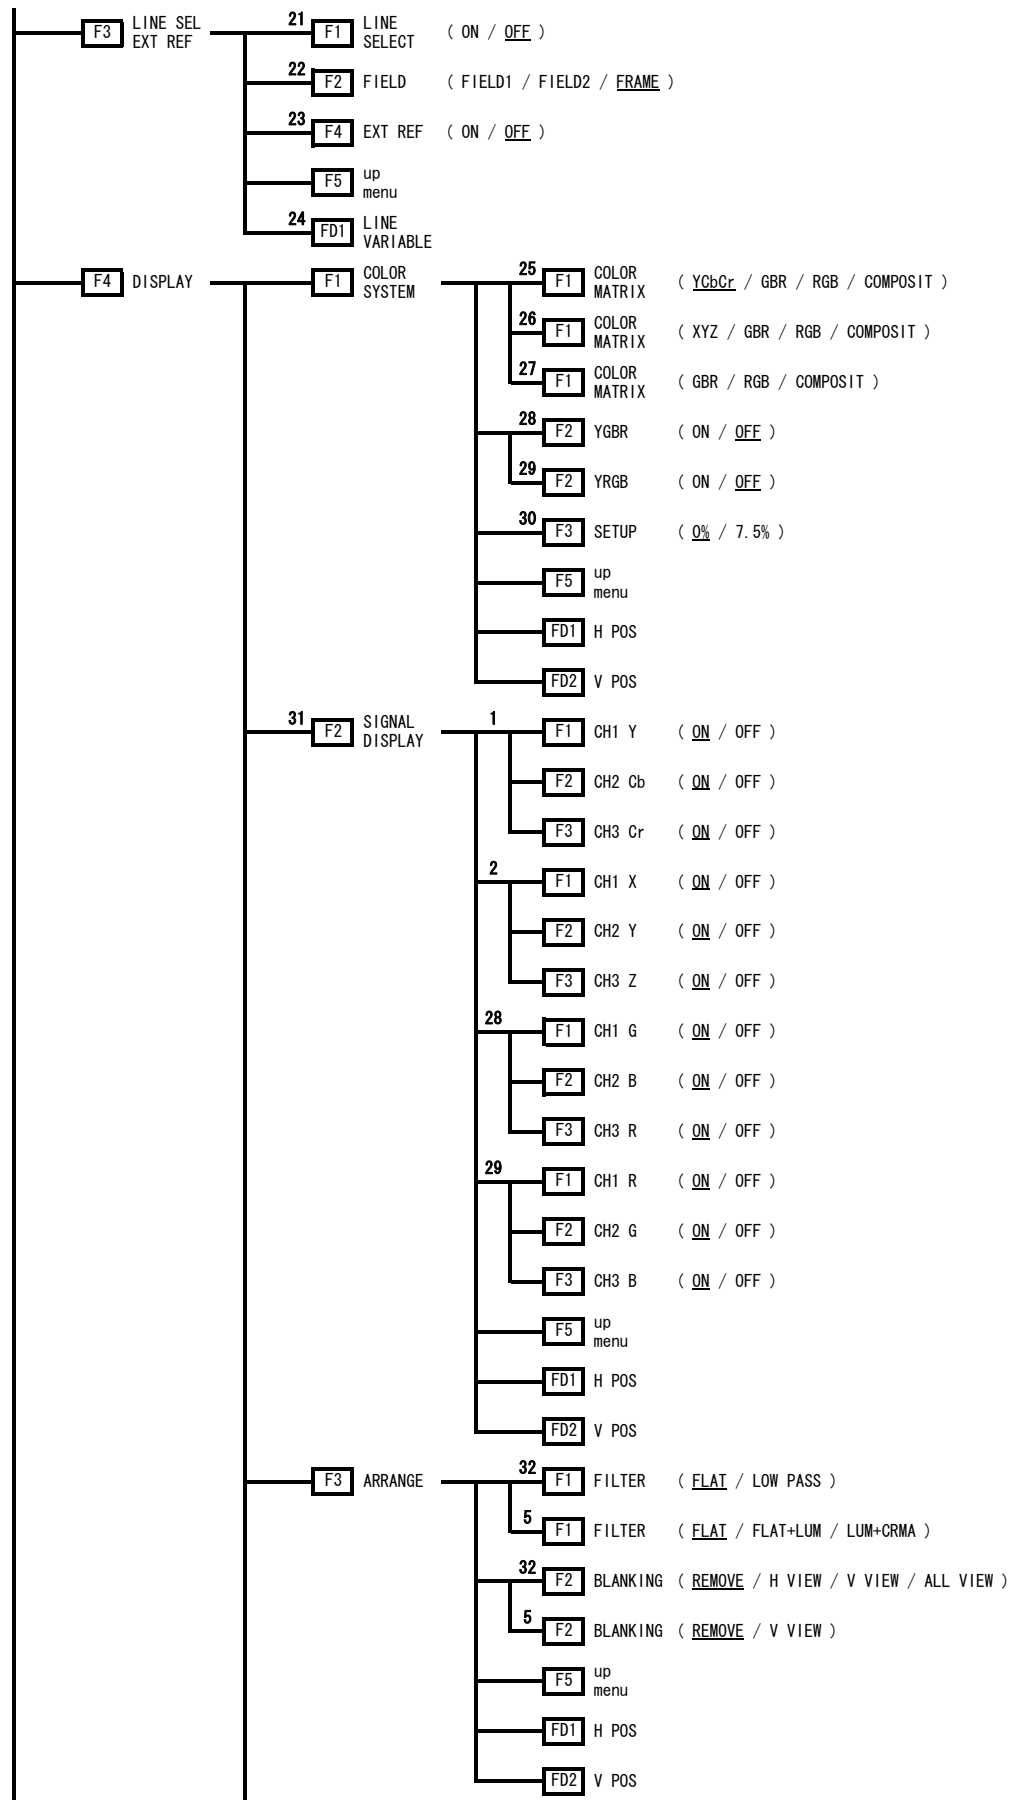 F3 LINE SEL EXT REF 21 F1 LINE SELECT ( ON / OFF )
22 F2 FIELD ( FIELD1 / FIELD2 / FRAME )
23 F4 EXT REF ( ON / OFF )
F5 up menu
24 FD1 LINE VARIABLE
F4 DISPLAY F1 COLOR SYSTEM 25 F1 COLOR MATRIX ( YCbCr / GBR / RGB / COMPOSIT )
26 F1 COLOR MATRIX ( XYZ / GBR / RGB / COMPOSIT )
27 F1 COLOR MATRIX ( GBR / RGB / COMPOSIT )
28 F2 YGBR ( ON / OFF )
29 F2 YRGB ( ON / OFF )
30 F3 SETUP ( 0% / 7.5% )
F5 up menu
FD1 H POS
FD2 V POS
31 F2 SIGNAL DISPLAY 1 F1 CH1 Y ( ON / OFF )
F2 CH2 Cb ( ON / OFF )
F3 CH3 Cr ( ON / OFF )
2 F1 CH1 X ( ON / OFF )
F2 CH2 Y ( ON / OFF )
F3 CH3 Z ( ON / OFF )
28 F1 CH1 G ( ON / OFF )
F2 CH2 B ( ON / OFF )
F3 CH3 R ( ON / OFF )
29 F1 CH1 R ( ON / OFF )
F2 CH2 G ( ON / OFF )
F3 CH3 B ( ON / OFF )
F5 up menu
FD1 H POS
FD2 V POS
F3 ARRANGE 32 F1 FILTER ( FLAT / LOW PASS )
5 F1 FILTER ( FLAT / FLAT+LUM / LUM+CRMA )
32 F2 BLANKING ( REMOVE / H VIEW / V VIEW / ALL VIEW )
5 F2 BLANKING ( REMOVE / V VIEW )
F5 up menu
FD1 H POS
FD2 V POS